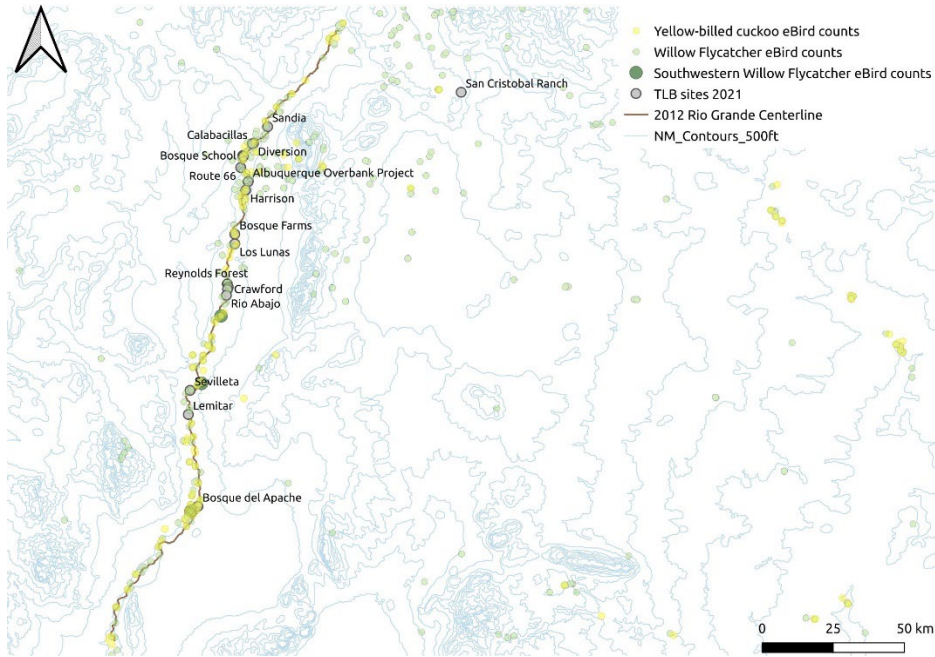 Yellow-billed cuckoo eBird counts
Willow Flycatcher eBird counts
Southwestern Willow Flycatcher eBird counts
TLB sites 2021
2012 Rio Grande Centerline
NM_Contours_500ft
San Cristobal Ranch
Sandia
Calabacillas
Diversion
Bosque School
Route 66
Albuquerque Overbank Project
Harrison
Bosque Farms
Los Lunas
Reynolds Forest
Crawford
Rio Abajo
Sevilleta
Lemitar
Bosque del Apache
0 25 50 km